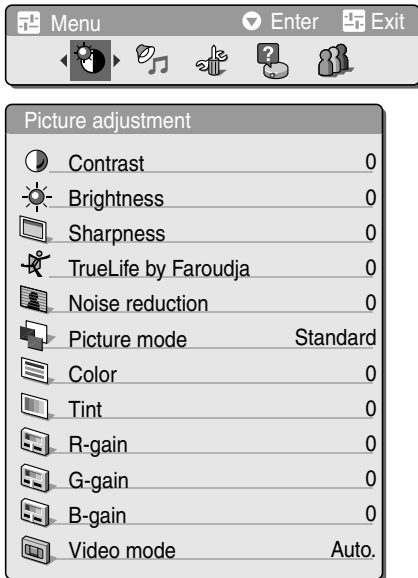 Menu Enter Exit
?
Picture adjustment
Contrast 0
Brightness 0
Sharpness 0
TrueLife by Faroudja 0
Noise reduction 0
Picture mode Standard
Color 0
Tint 0
R-gain 0
G-gain 0
B-gain 0
Video mode Auto.